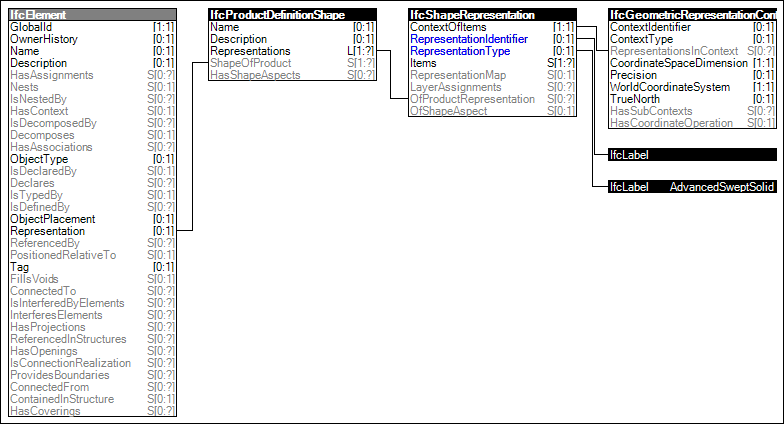 IfcElement
GlobalId [1:1]
OwnerHistory [0:1]
Name [0:1]
Description [0:1]
HasAssignments S[0:?]
Nests S[0:1]
IsNestedBy S[0:?]
HasContext S[0:1]
IsDecomposedBy S[0:?]
Decomposes S[0:1]
HasAssociations S[0:?]
ObjectType [0:1]
IsDeclaredBy S[0:1]
Declares S[0:?]
IsTypedBy S[0:1]
IsDefinedBy S[0:?]
ObjectPlacement [0:1]
Representation [0:1]
ReferencedBy S[0:?]
PositionedRelativeTo S[0:1]
Tag [0:1]
FillsVoids S[0:1]
ConnectedTo S[0:?]
IsInterferedByElements S[0:?]
InterferesElements S[0:?]
HasProjections S[0:?]
ReferencedInStructures S[0:?]
HasOpenings S[0:?]
IsConnectionRealization S[0:?]
ProvidesBoundaries S[0:?]
ConnectedFrom S[0:?]
ContainedInStructure S[0:1]
HasCoverings S[0:?]
IfcProductDefinitionShape
Name [0:1]
Description [0:1]
Representations L[1:?]
ShapeOfProduct S[1:?]
HasShapeAspects S[0:?]
IfcShapeRepresentation
ContextOfItems [1:1]
RepresentationIdentifier [0:1]
RepresentationType [0:1]
Items S[1:?]
RepresentationMap S[0:1]
LayerAssignments S[0:?]
OfProductRepresentation S[0:?]
OfShapeAspect S[0:1]
IfcGeometricRepresentationCon
ContextIdentifier [0:1]
ContextType [0:1]
RepresentationsInContext S[0:?]
CoordinateSpaceDimension [1:1]
Precision [0:1]
WorldCoordinateSystem [1:1]
TrueNorth [0:1]
HasSubContexts S[0:?]
HasCoordinateOperation S[0:1]
IfcLabel
IfcLabel AdvancedSweptSolid